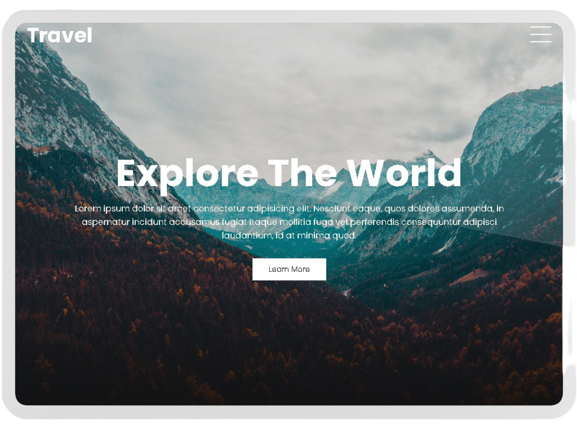 Travel
Explore The World
Lorem ipsum dolor sit amet consectetur adipisicing elit. Nesciunt eaque, quos dolores assumenda, in
aspernatur incidunt accusamus fugiat itaque mollitia fuga vel perferendis consequuntur adipisci
laudantium, id at minima quod.
Learn More